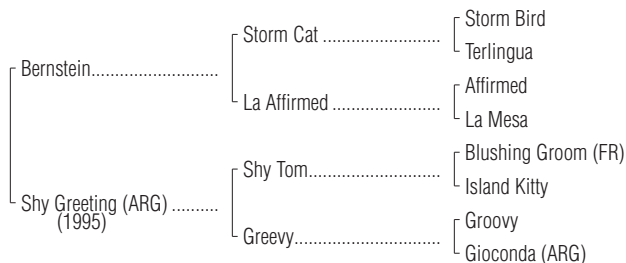 Storm Bird
Storm Cat ..................................
Terlingua
Bernstein.....................................
Affirmed
La Affirmed ...............................
La Mesa
Blushing Groom (FR)
Shy Tom.....................................
Island Kitty
Shy Greeting (ARG) .............
(1995)
Groovy
Greevy.........................................
Gioconda (ARG)